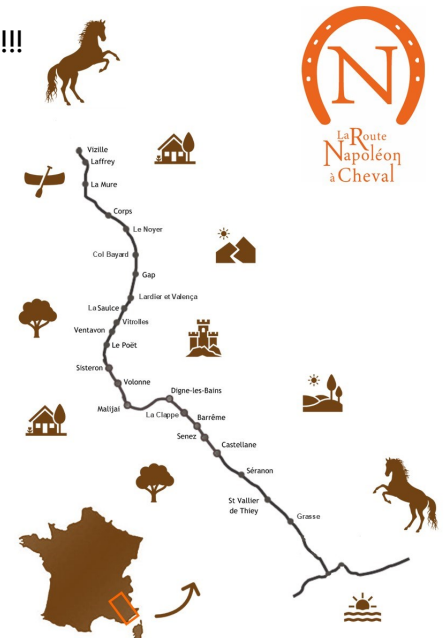 !!!
N
La Route
Napoléon
à Cheval
Vizille
Laffrey
La Mure
Corps
Le Noyer
Col Bayard
Gap
Lardier et Valença
La Saulce
Vitrolles
Ventavon
Le Poët
Sisteron
Volonne
Digne-les-Bains
Malijai
La Clappe
Barrême
Senez
Castellane
Séranon
St Vallier
de Thiey
Grasse